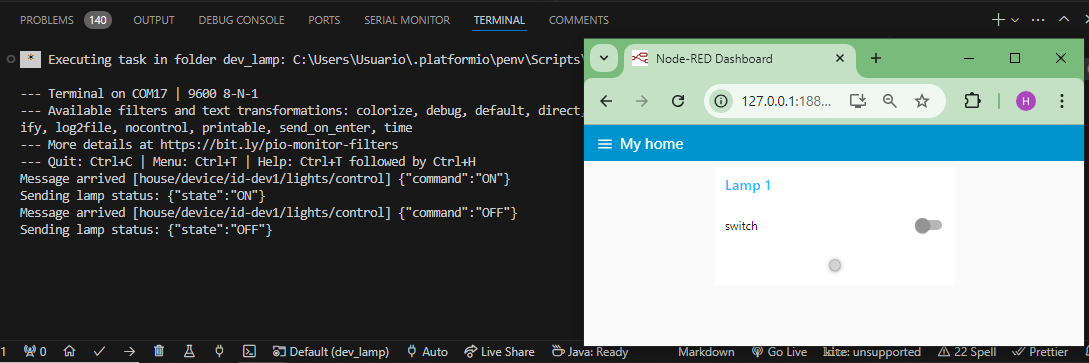 PROBLEMS 140 OUTPUT DEBUG CONSOLE PORTS SERIAL MONITOR TERMINAL COMMENTS
* Executing task in folder dev_lamp: C:\Users\Usuario\.platformio\penv\Scripts\
--- Terminal on COM17 | 9600 8-N-1
--- Available filters and text transformations: colorize, debug, default, direct,
ify, log2file, nocontrol, printable, send_on_enter, time
--- More details at https://bit.ly/pio-monitor-filters
--- Quit: Ctrl+C | Menu: Ctrl+T | Help: Ctrl+T followed by Ctrl+H
Message arrived [house/device/id-dev1/lights/control] {"command":"ON"}
Sending lamp status: {"state":"ON"}
Message arrived [house/device/id-dev1/lights/control] {"command":"OFF"}
Sending lamp status: {"state":"OFF"}
Node-RED Dashboard
127.0.0.1:188...
H
My home
Lamp 1
switch
1 0 Default (dev_lamp) Auto Live Share Java: Ready Markdown Go Live kite: unsupported 22 Spell Prettier